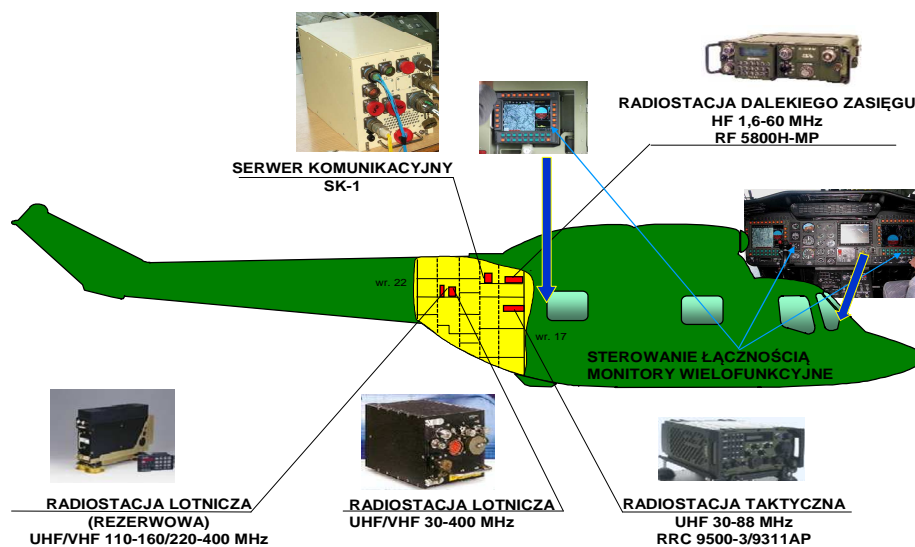 RADIOSTACJA DALEKIEGO ZASIĘGU
HF 1,6-60 MHz
RF 5800H-MP
SERWER KOMUNIKACYJNY
SK-1
wr. 22
wr. 17
STEROWANIE ŁĄCZNOŚCIĄ
MONITORY WIELOFUNKCYJNE
RADIOSTACJA LOTNICZA
(REZERWOWA)
UHF/VHF 110-160/220-400 MHz
RADIOSTACJA LOTNICZA
UHF/VHF 30-400 MHz
RADIOSTACJA TAKTYCZNA
UHF 30-88 MHz
RRC 9500-3/9311AP